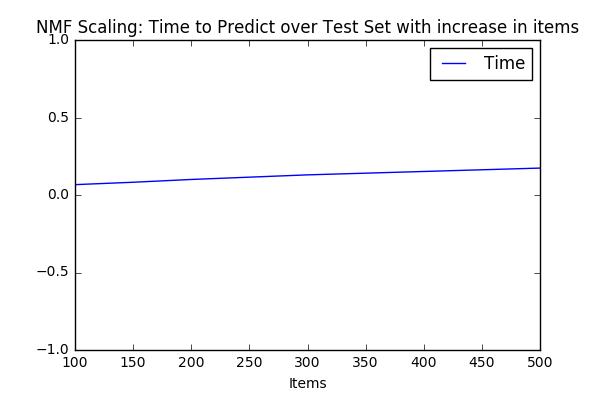 NMF Scaling: Time to Predict over Test Set with increase in items
1.0
Time
0.5
0.0
−0.5
−1.0
100 150 200 250 300 350 400 450 500
Items